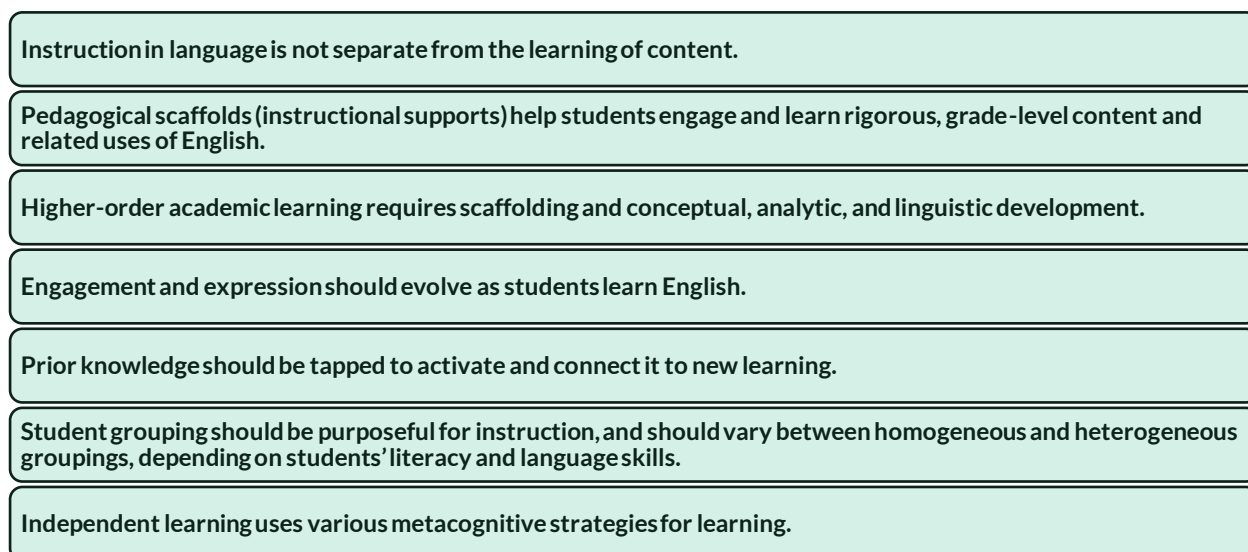 Instruction in language is not separate from the learning of content.
Pedagogical scaffolds (instructional supports) help students engage and learn rigorous, grade-level content and
related uses of English.
Higher-order academic learning requires scaffolding and conceptual, analytic, and linguistic development.
Engagement and expression should evolve as students learn English.
Prior knowledge should be tapped to activate and connect it to new learning.
Student grouping should be purposeful for instruction, and should vary between homogeneous and heterogeneous
groupings, depending on students’ literacy and language skills.
Independent learning uses various metacognitive strategies for learning.